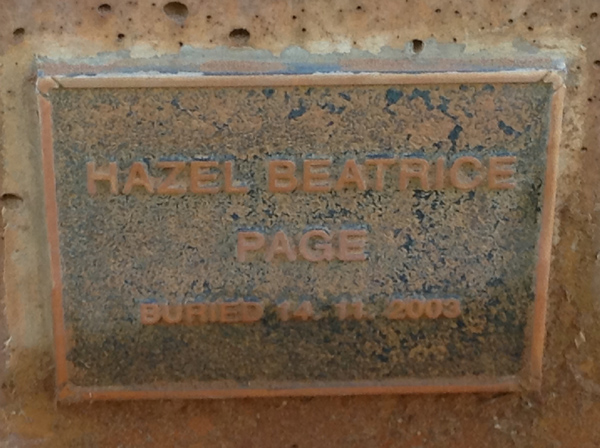 HAZEL BEATRICE
PAGE
BURIED 14. 11. 2003